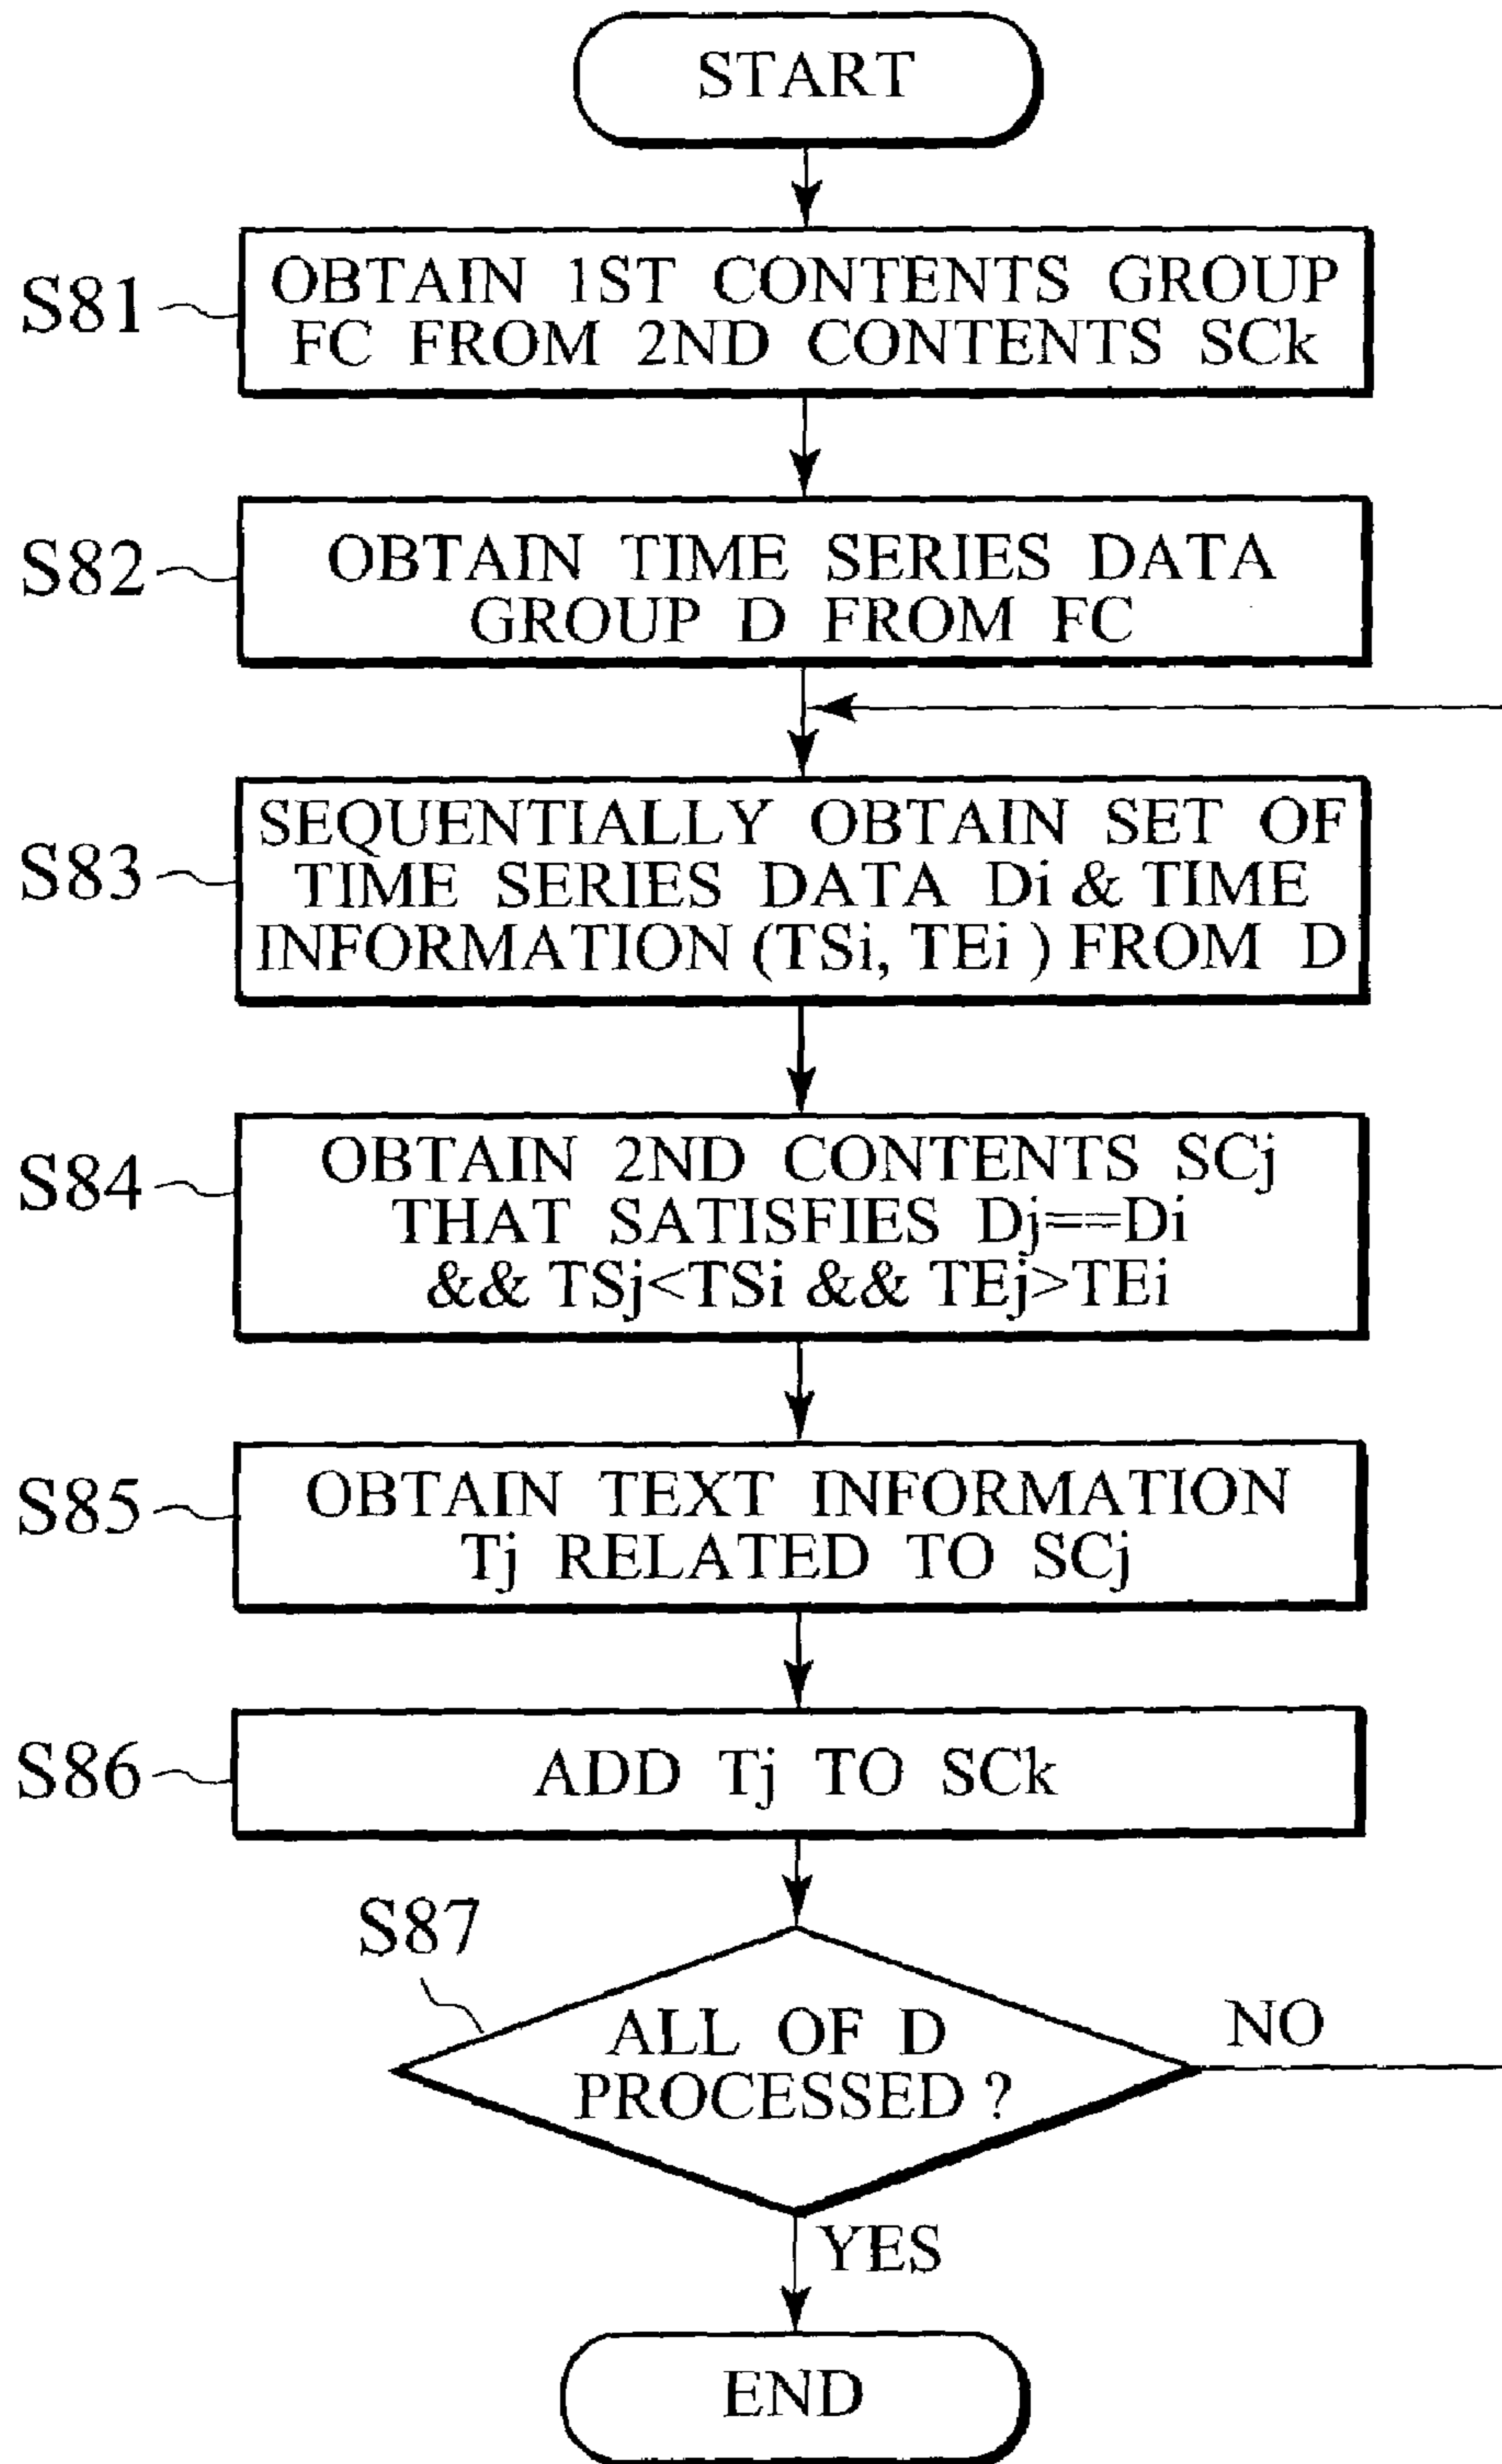 START
S81
OBTAIN 1ST CONTENTS GROUP
FC FROM 2ND CONTENTS SCk
S82
OBTAIN TIME SERIES DATA
GROUP D FROM FC
S83
SEQUENTIALLY OBTAIN SET OF
TIME SERIES DATA Di & TIME
INFORMATION (TSi, TEi ) FROM D
S84
OBTAIN 2ND CONTENTS SCj
THAT SATISFIES Dj==Di
&& TSj<TSi && TEj>TEi
S85
OBTAIN TEXT INFORMATION
Tj RELATED TO SCj
S86
ADD Tj TO SCk
S87
ALL OF D
PROCESSED ?
NO
YES
END